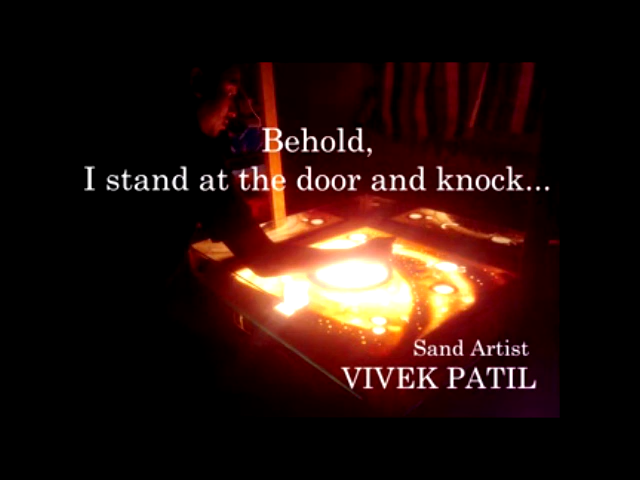 Behold,
I stand at the door and knock...
Sand Artist
VIVEK PATIL